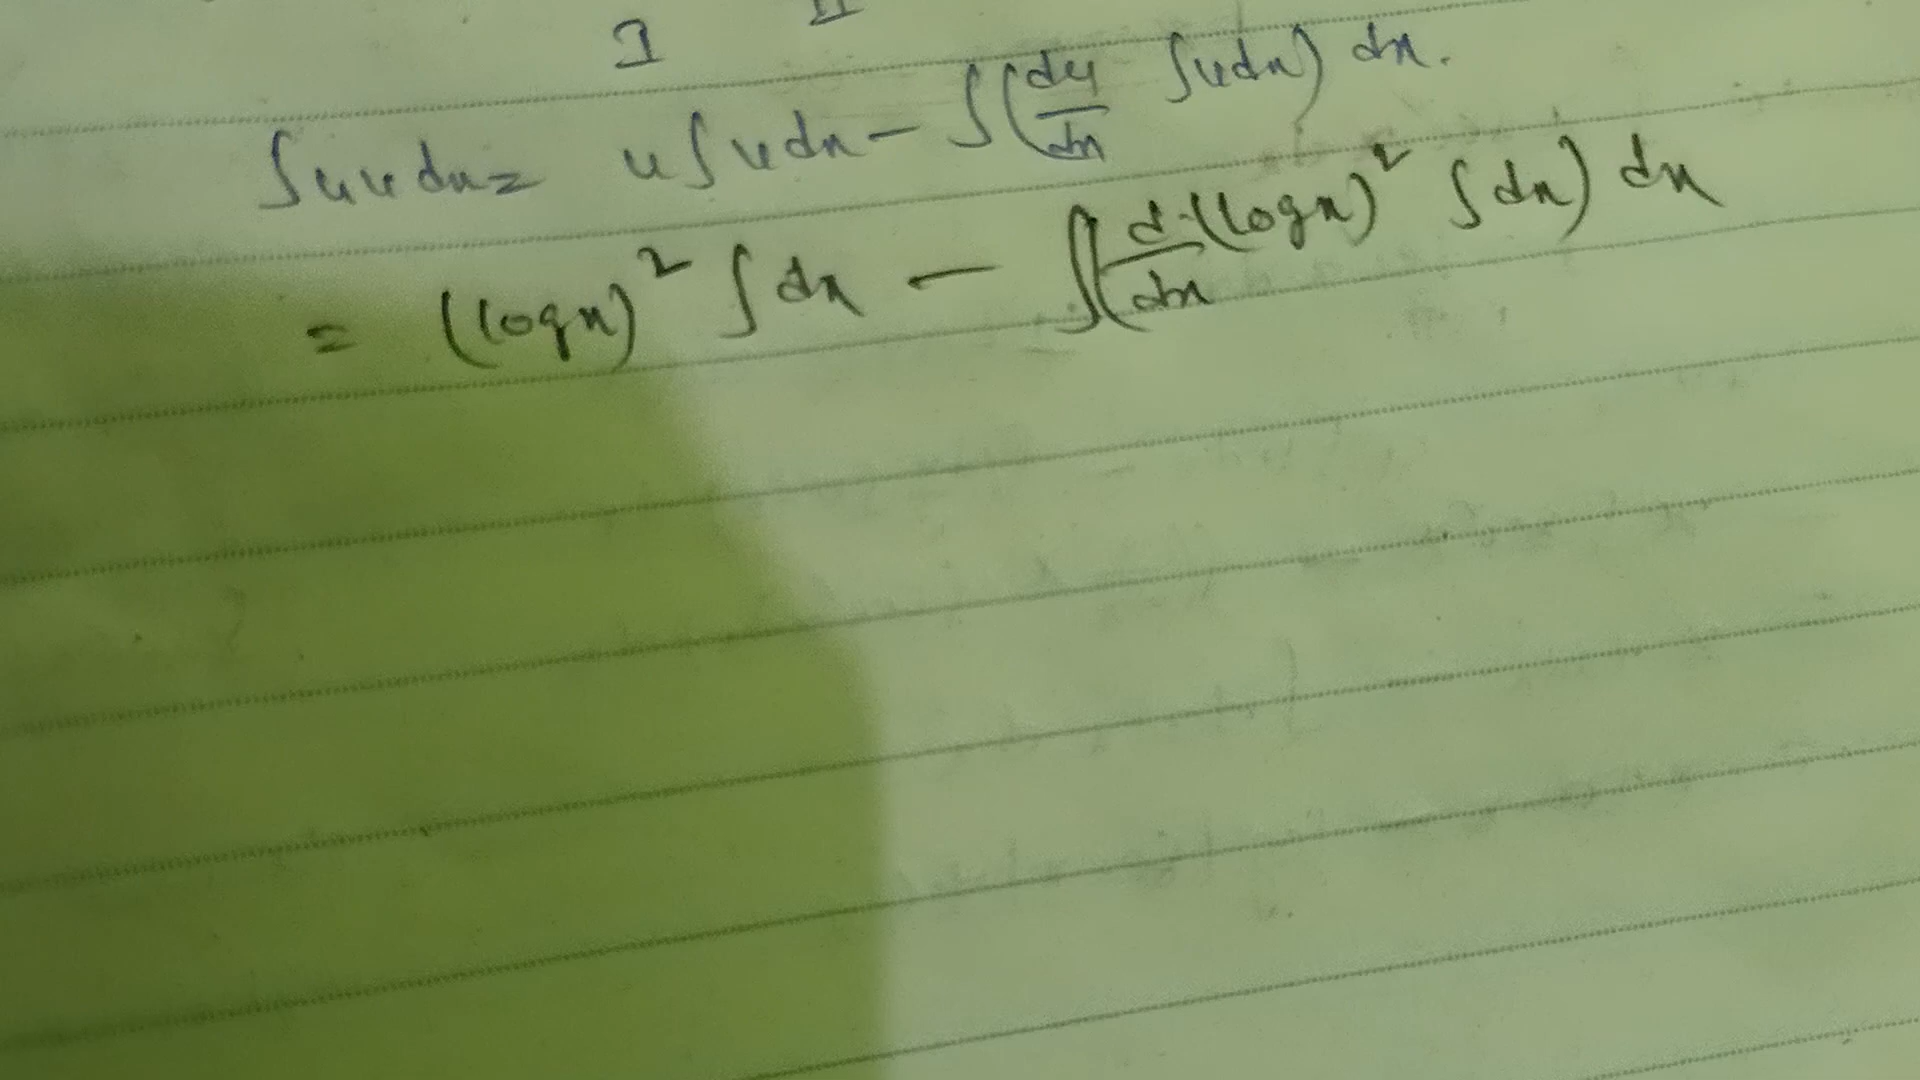 I II
∫uv dx = u∫v dx - ∫(du/dx ∫v dx) dx.
= (log x)² ∫dx - ∫(d/dx (log x)² ∫dx) dx